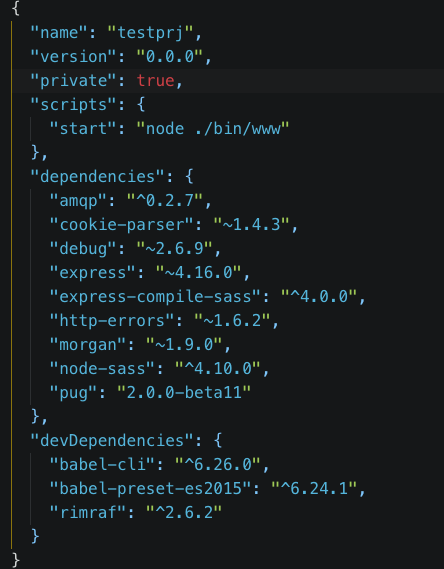 {
"name": "testprj",
"version": "0.0.0",
"private": true,
"scripts": {
"start": "node ./bin/www"
},
"dependencies": {
"amqp": "^0.2.7",
"cookie-parser": "~1.4.3",
"debug": "~2.6.9",
"express": "~4.16.0",
"express-compile-sass": "^4.0.0",
"http-errors": "~1.6.2",
"morgan": "~1.9.0",
"node-sass": "^4.10.0",
"pug": "2.0.0-beta11"
},
"devDependencies": {
"babel-cli": "^6.26.0",
"babel-preset-es2015": "^6.24.1",
"rimraf": "^2.6.2"
}
}